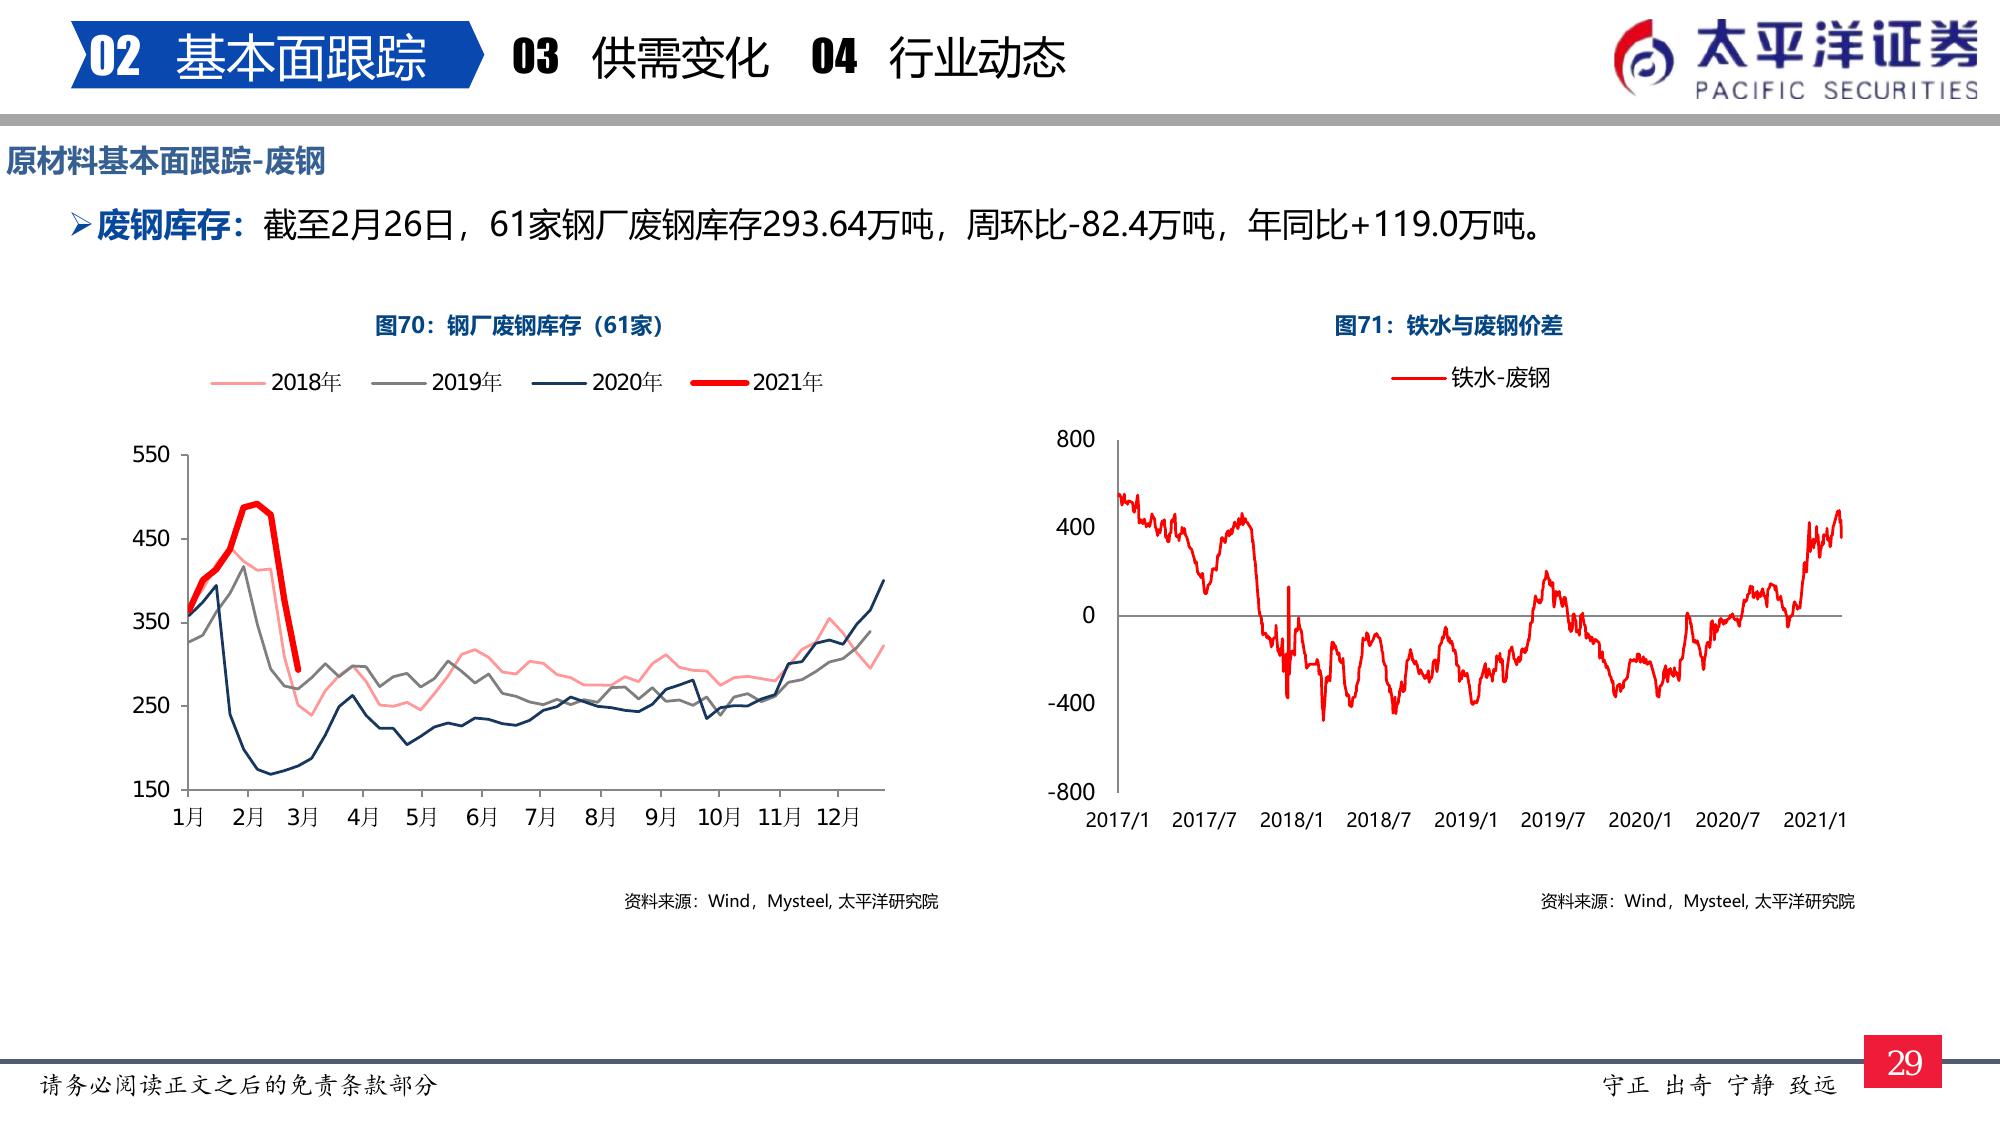 02 基本面跟踪 03 供需变化 04 行业动态
太平洋证券
PACIFIC SECURITIES
原材料基本面跟踪-废钢
➢废钢库存：截至2月26日，61家钢厂废钢库存293.64万吨，周环比-82.4万吨，年同比+119.0万吨。
图70：钢厂废钢库存（61家）
2018年 2019年 2020年 2021年
550
450
350
250
150
1月 2月 3月 4月 5月 6月 7月 8月 9月 10月 11月 12月
资料来源：Wind，Mysteel, 太平洋研究院
图71：铁水与废钢价差
铁水-废钢
800
400
0
-400
-800
2017/1 2017/7 2018/1 2018/7 2019/1 2019/7 2020/1 2020/7 2021/1
资料来源：Wind，Mysteel, 太平洋研究院
请务必阅读正文之后的免责条款部分
守正 出奇 宁静 致远
29